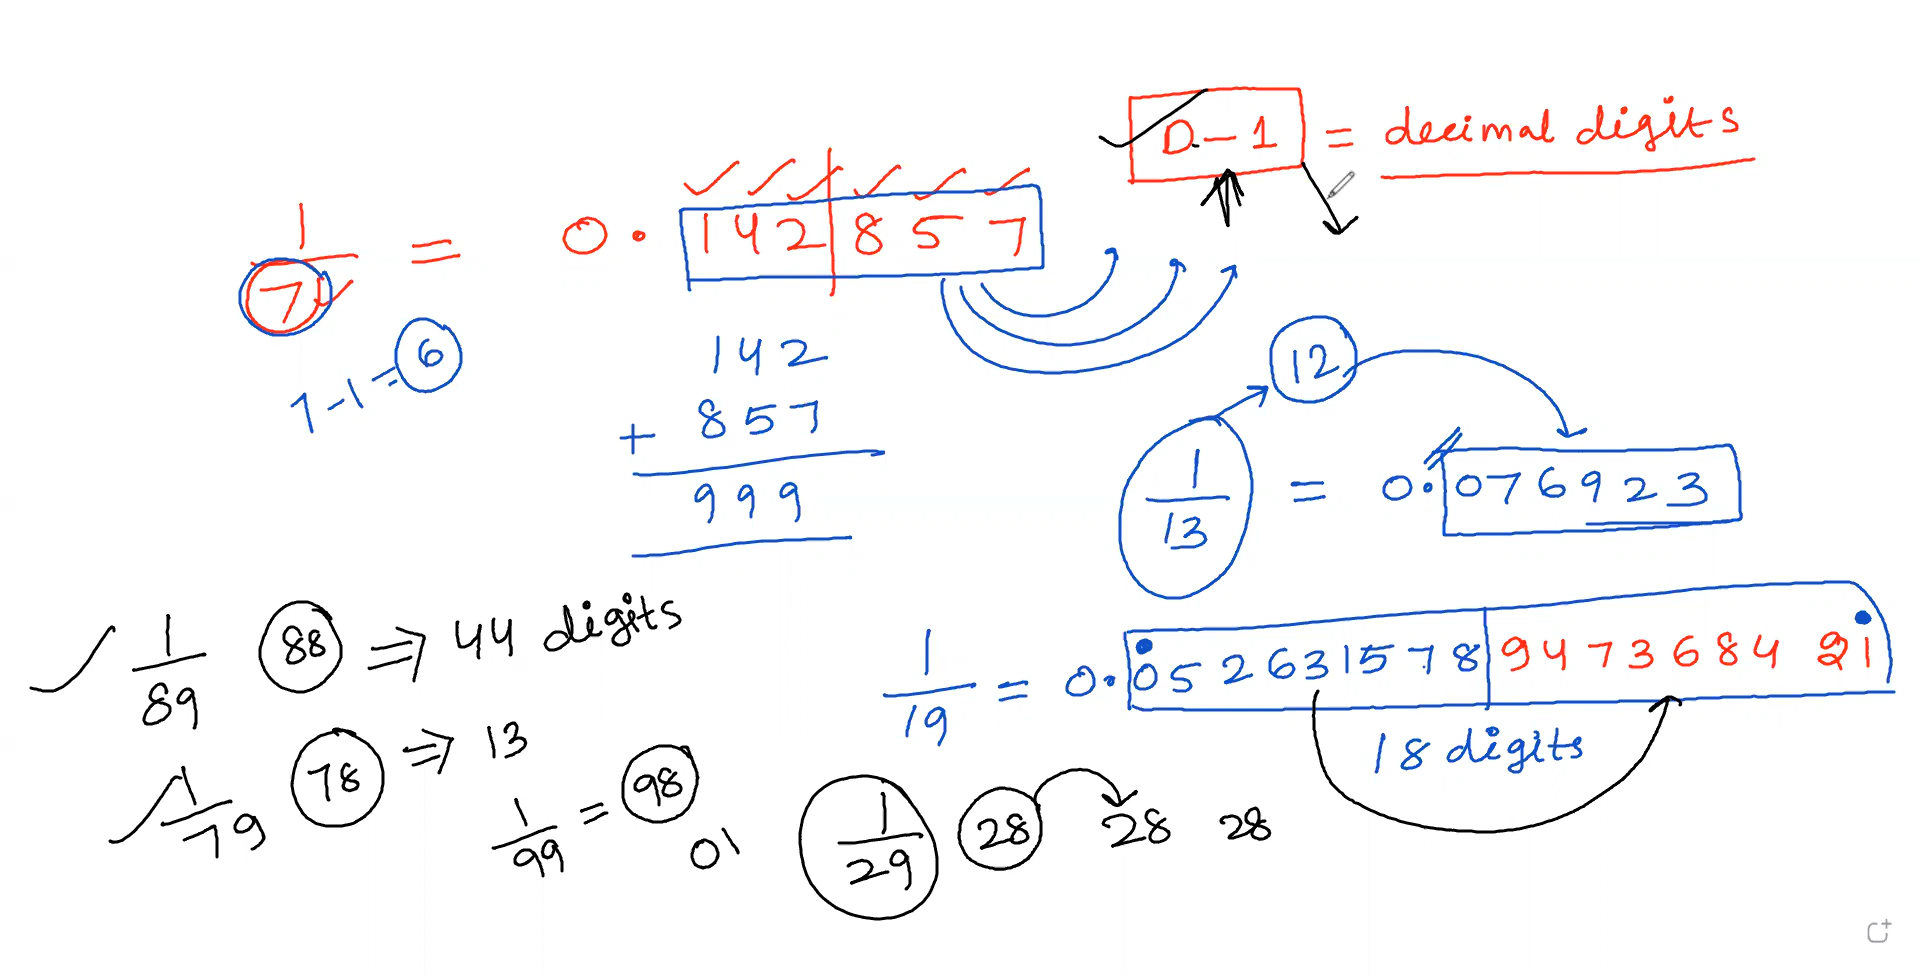 D-1 = decimal digits
1/7 = 0.142857
7-1 = 6
142
+ 857
999
12
1/13 = 0.076923
1/89 88 ⇒ 44 digits
1/19 = 0.052631578947368421
18 digits
1/79 78 ⇒ 13
1/99 = 98
01
1/29 28 28 28